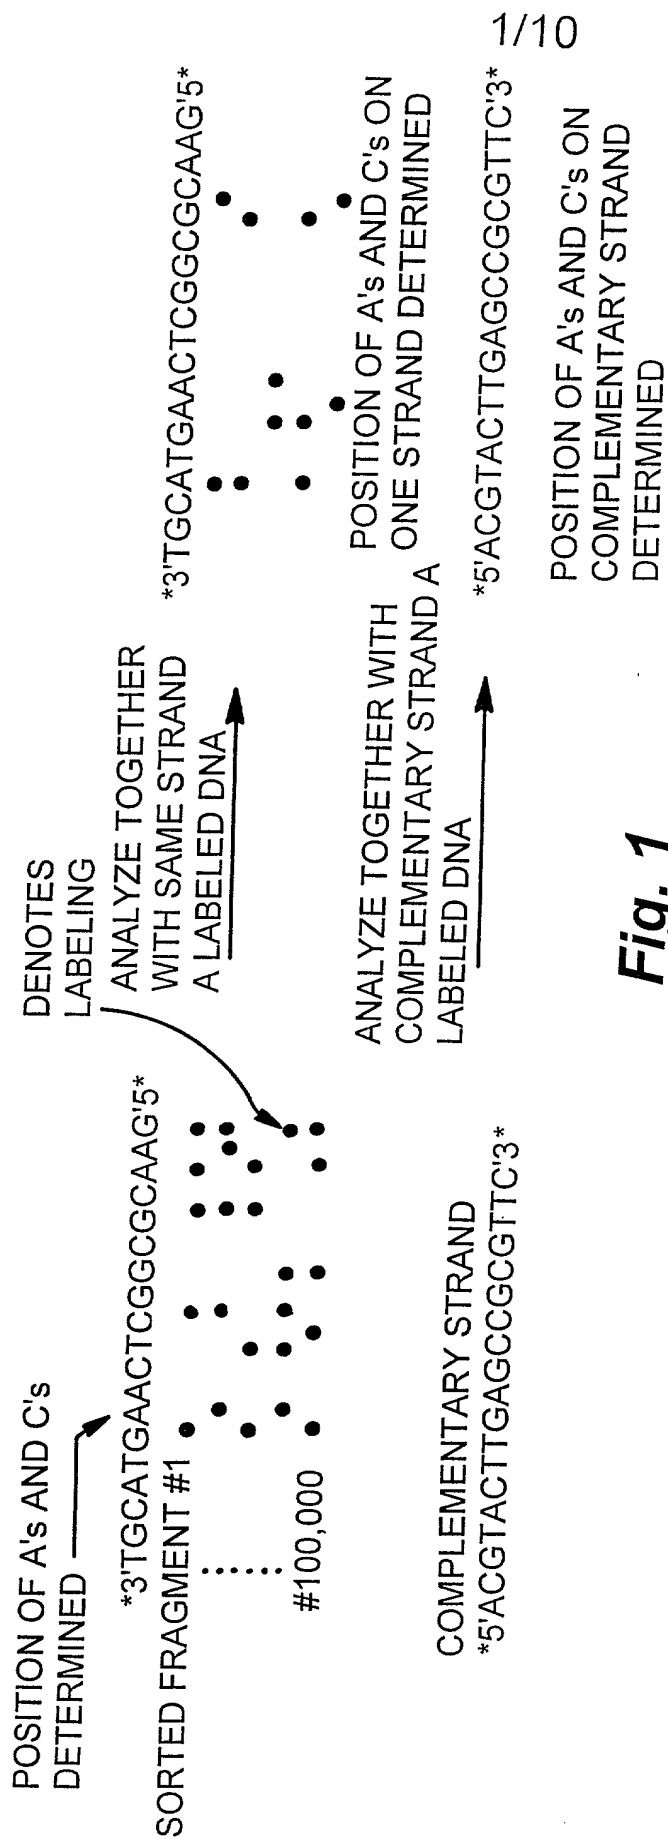 1/10
POSITION OF A's AND C's
DETERMINED
*3'TGCATGAACTCGGCGCAAG'5*
SORTED FRAGMENT #1
#100,000
COMPLEMENTARY STRAND
*5'ACGTACTTGAGCCGCGTTC'3*
DENOTES
LABELING
ANALYZE TOGETHER
WITH SAME STRAND
A LABELED DNA
ANALYZE TOGETHER WITH
COMPLEMENTARY STRAND A
LABELED DNA
*3'TGCATGAACTCGGCGCAAG'5*
POSITION OF A's AND C's ON
ONE STRAND DETERMINED
*5'ACGTACTTGAGCCGCGTTC'3*
POSITION OF A's AND C's ON
COMPLEMENTARY STRAND
DETERMINED
Fig. 1